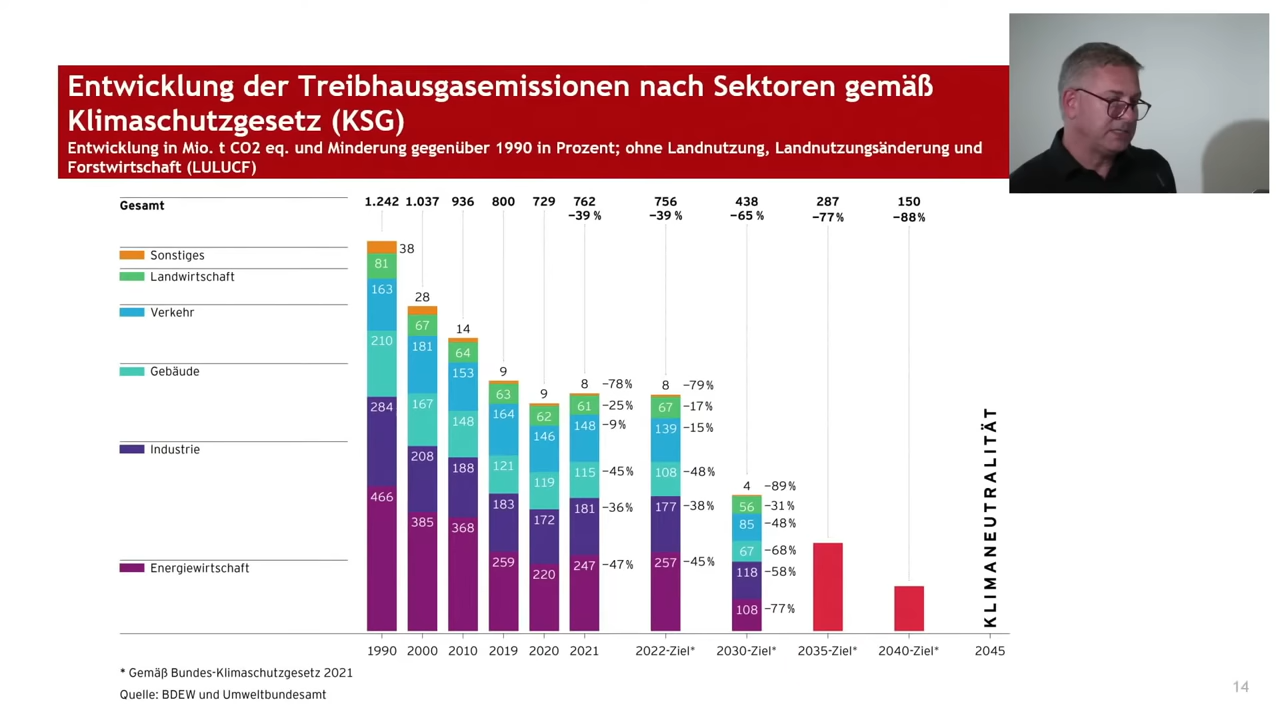 Entwicklung der Treibhausgasemissionen nach Sektoren gemäß
Klimaschutzgesetz (KSG)
Entwicklung in Mio. t CO2 eq. und Minderung gegenüber 1990 in Prozent; ohne Landnutzung, Landnutzungsänderung und
Forstwirtschaft (LULUCF)
Gesamt
1.242 1.037 936 800 729 762 756 438 287 150
−39 % −39 % −65 % −77% −88%
Sonstiges
Landwirtschaft
Verkehr
Gebäude
Industrie
Energiewirtschaft
38
81
163
210
284
466
28
67
181
167
208
385
14
64
153
148
188
368
9
63
164
121
183
259
9
62
146
119
172
220
8 −78%
61 −25%
148 −9%
115 −45%
181 −36%
247 −47%
8 −79%
67 −17%
139 −15%
108 −48%
177 −38%
257 −45%
4 −89%
56 −31%
85 −48%
67 −68%
118 −58%
108 −77%
KLIMANEUTRALITÄT
1990 2000 2010 2019 2020 2021 2022-Ziel* 2030-Ziel* 2035-Ziel* 2040-Ziel* 2045
* Gemäß Bundes-Klimaschutzgesetz 2021
Quelle: BDEW und Umweltbundesamt
14